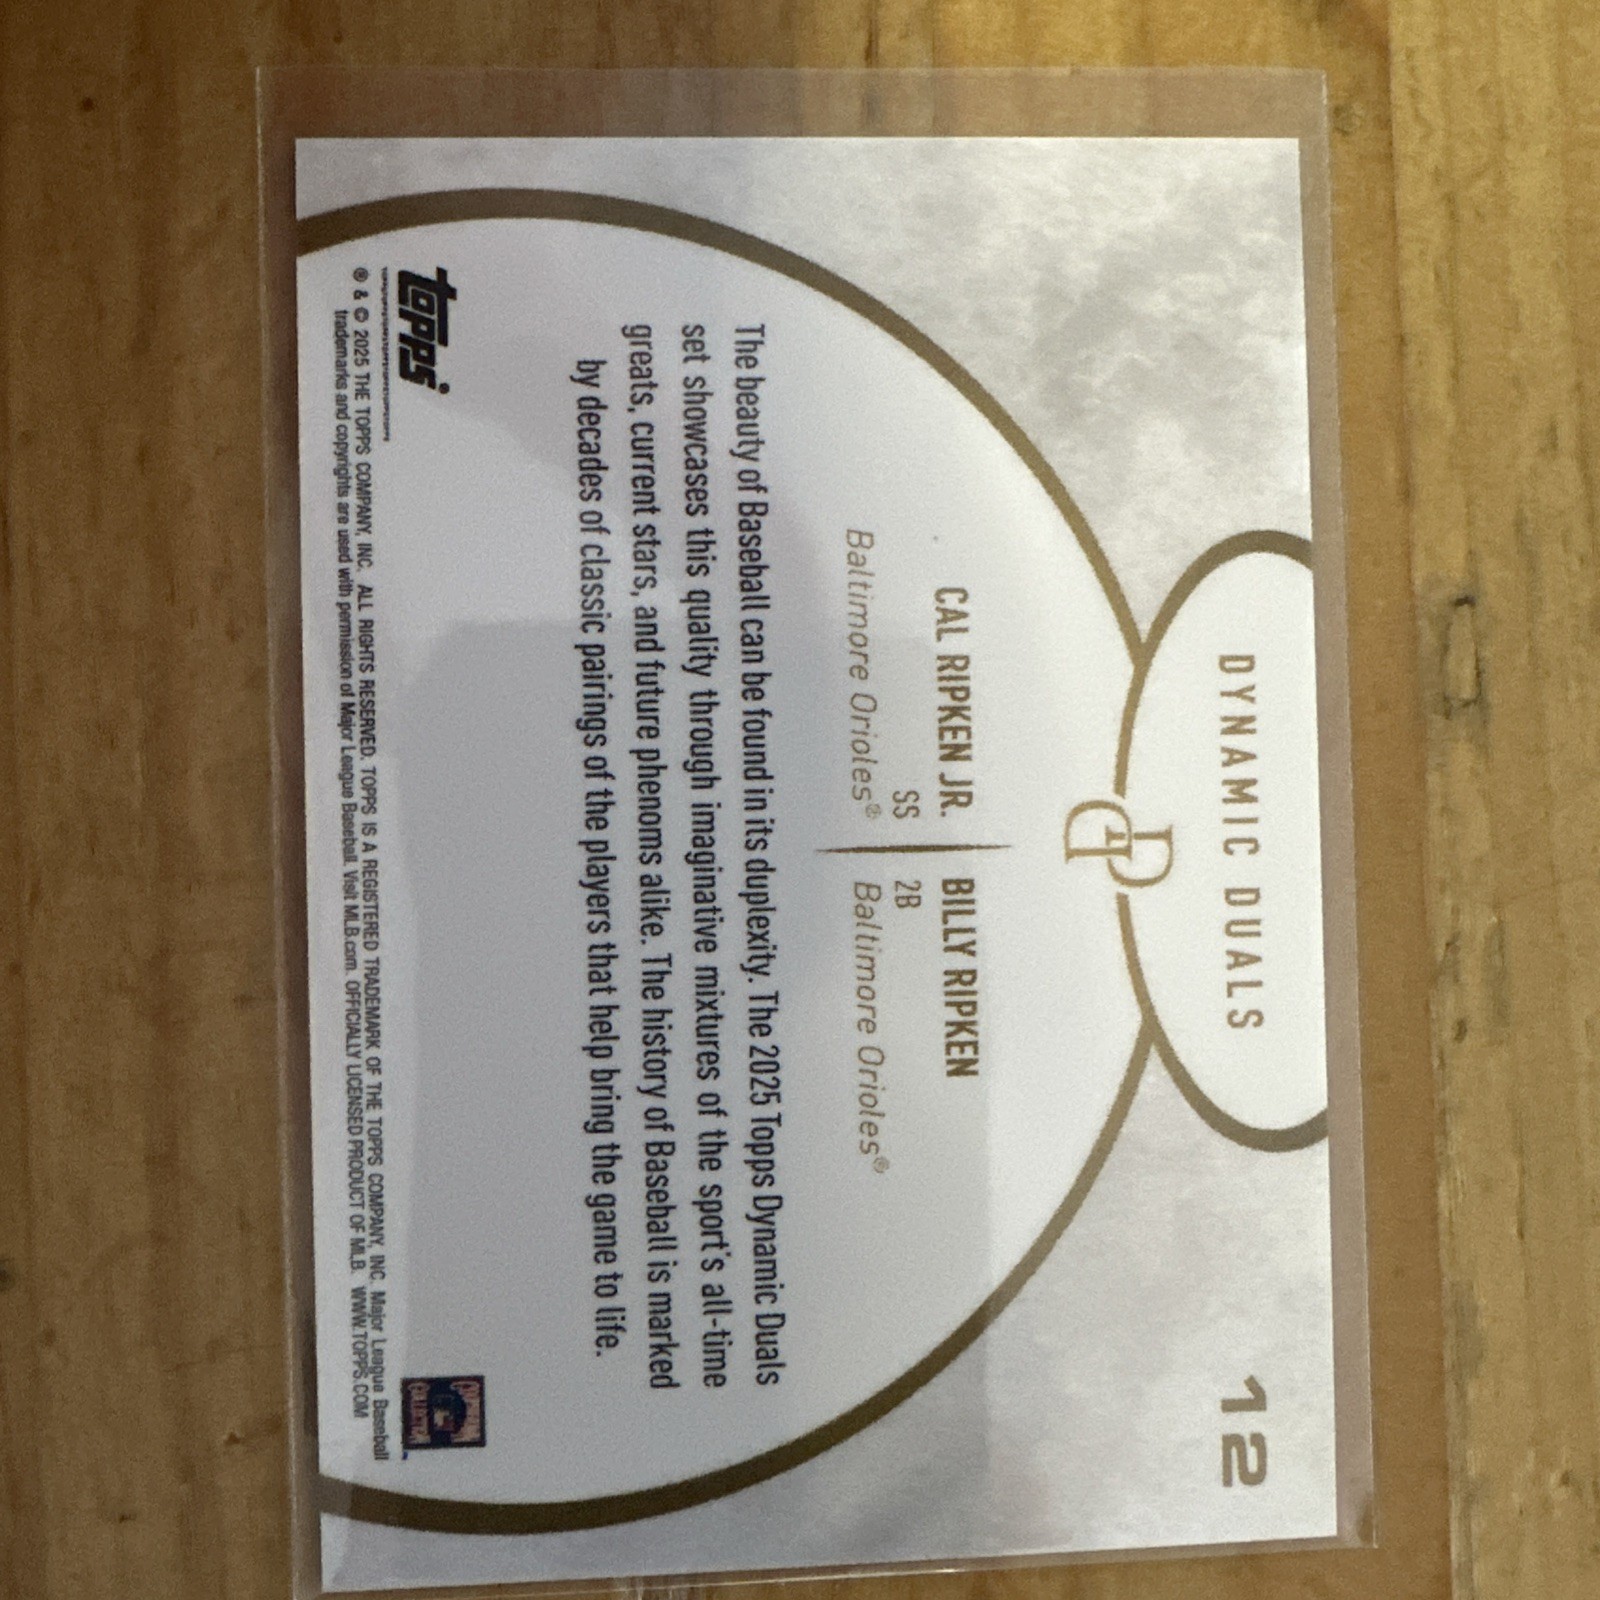 DYNAMIC DUALS
12
DD
CAL RIPKEN JR.
SS
Baltimore Orioles®
BILLY RIPKEN
2B
Baltimore Orioles®
The beauty of Baseball can be found in its duplexity. The 2025 Topps Dynamic Duals
set showcases this quality through imaginative mixtures of the sport's all-time
greats, current stars, and future phenoms alike. The history of Baseball is marked
by decades of classic pairings of the players that help bring the game to life.
topps®
® & © 2025 THE TOPPS COMPANY, INC. ALL RIGHTS RESERVED. TOPPS IS A REGISTERED TRADEMARK OF THE TOPPS COMPANY, INC. Major League Baseball
trademarks and copyrights are used with permission of Major League Baseball. Visit MLB.com. OFFICIALLY LICENSED PRODUCT OF MLB. WWW.TOPPS.COM
COOPERSTOWN
COLLECTION